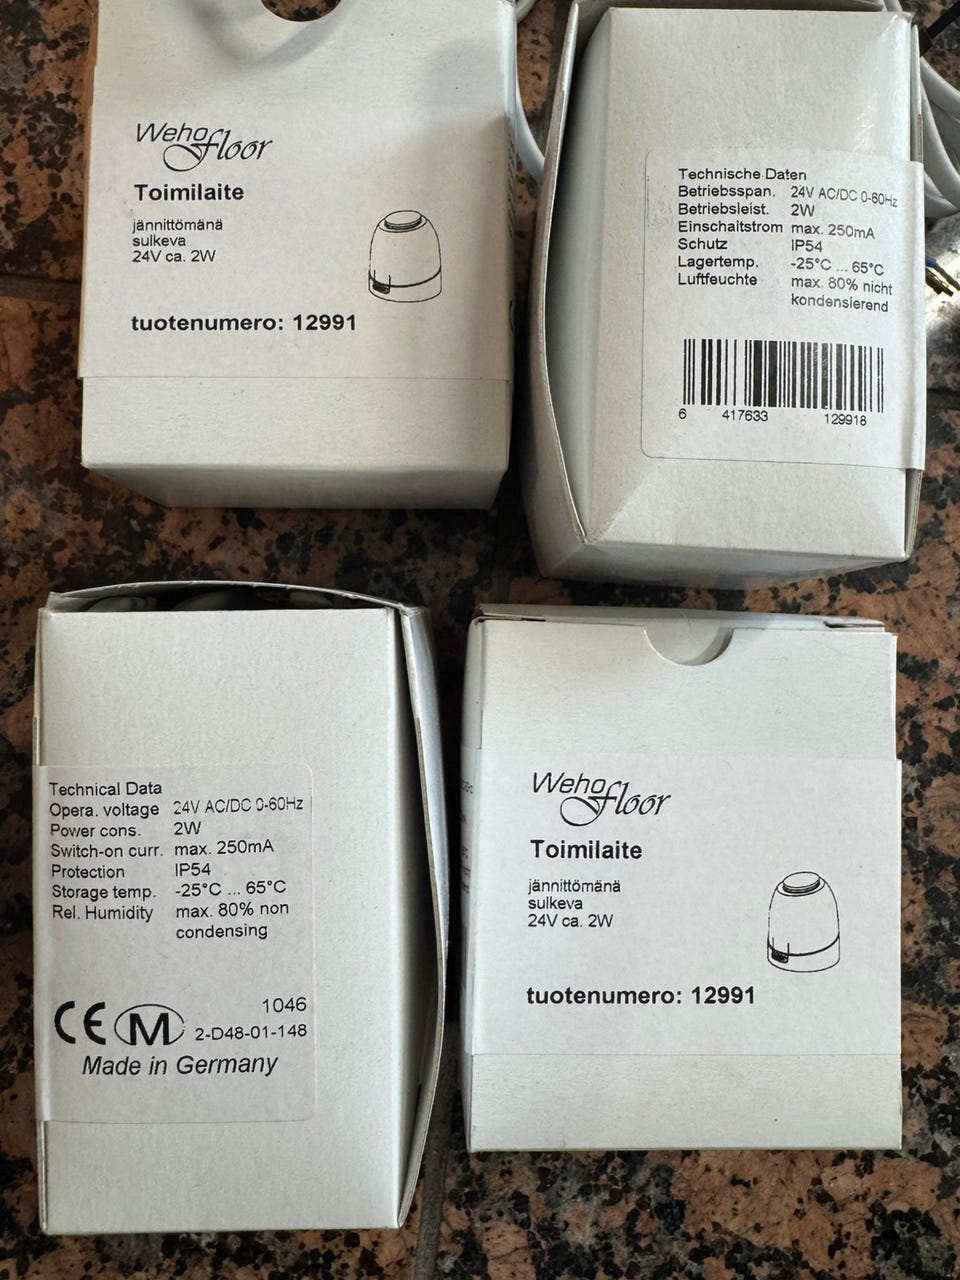 Weho
floor
Toimilaite
jännittömänä
sulkeva
24V ca. 2W
tuotenumero: 12991
Technische Daten
Betriebsspan. 24V AC/DC 0-60Hz
Betriebsleist. 2W
Einschaltstrom max. 250mA
Schutz IP54
Lagertemp. -25°C ... 65°C
Luftfeuchte max. 80% nicht
kondensierend
6 417633 129918
Technical Data
Opera. voltage 24V AC/DC 0-60Hz
Power cons. 2W
Switch-on curr. max. 250mA
Protection IP54
Storage temp. -25°C ... 65°C
Rel. Humidity max. 80% non
condensing
1046
CE M 2-D48-01-148
Made in Germany
Weho
floor
Toimilaite
jännittömänä
sulkeva
24V ca. 2W
tuotenumero: 12991